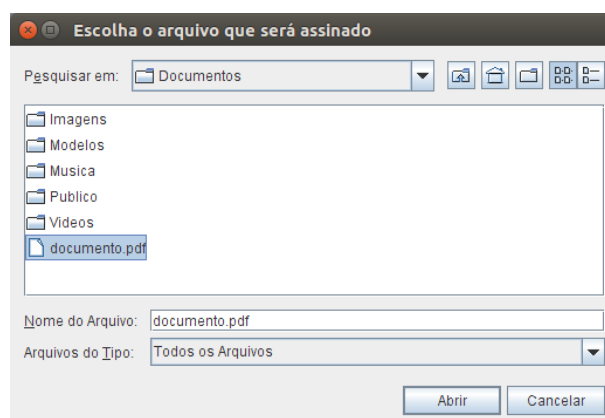 Escolha o arquivo que será assinado
Pesquisar em: Documentos
Imagens
Modelos
Musica
Publico
Videos
documento.pdf
Nome do Arquivo: documento.pdf
Arquivos do Tipo: Todos os Arquivos
Abrir Cancelar